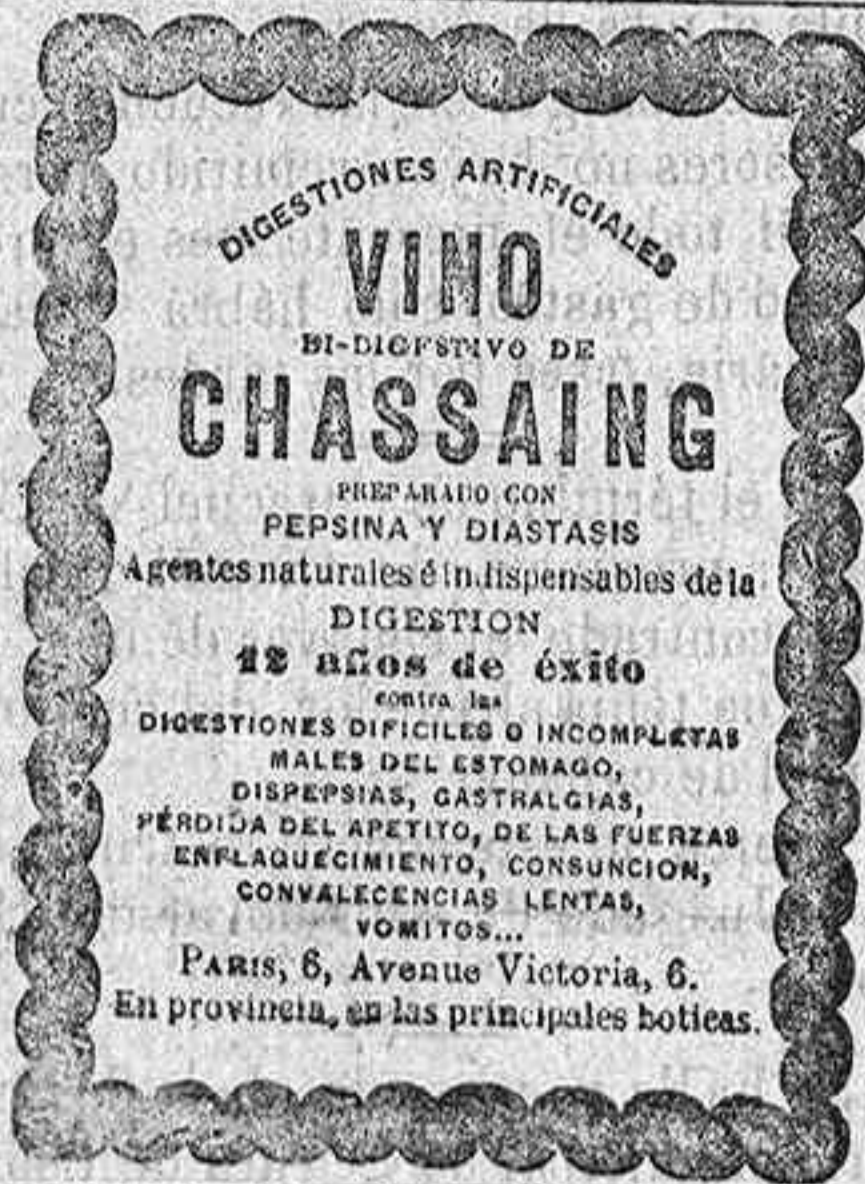 DIGESTIONES ARTIFICIALES
VINO
BI-DIGESTIVO DE
CHASSAING
PREPARADO CON
PEPSINA Y DIASTASIS
Agentes naturales é indispensables de la
DIGESTION
12 años de éxito
contra las
DIGESTIONES DIFICILES O INCOMPLETAS
MALES DEL ESTOMAGO,
DISPEPSIAS, GASTRALGIAS,
PÉRDIDA DEL APETITO, DE LAS FUERZAS
ENFLAQUECIMIENTO, CONSUNCION,
CONVALECENCIAS LENTAS,
VOMITOS...
PARIS, 6, Avenue Victoria, 6.
En provincia, en las principales boticas.